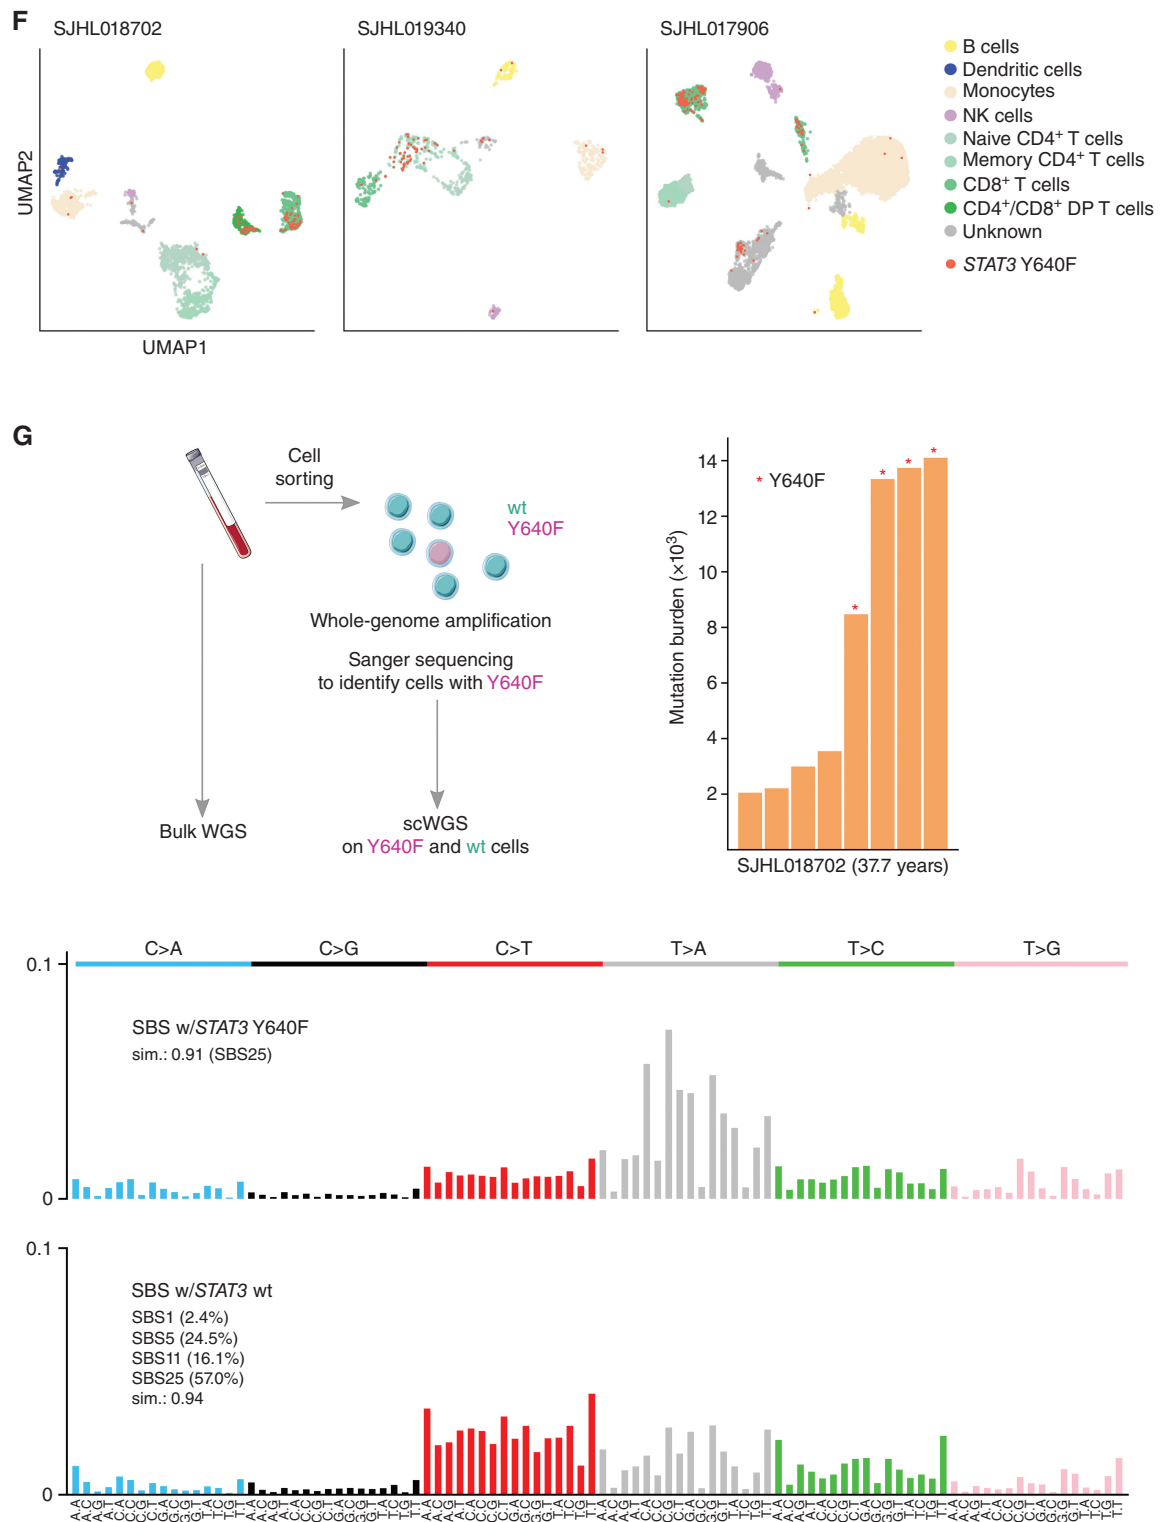 F
SJHL018702
SJHL019340
SJHL017906
UMAP2
UMAP1
B cells
Dendritic cells
Monocytes
NK cells
Naive CD4+ T cells
Memory CD4+ T cells
CD8+ T cells
CD4+/CD8+ DP T cells
Unknown
STAT3 Y640F
G
Cell
sorting
wt
Y640F
Whole-genome amplification
Sanger sequencing
to identify cells with Y640F
Bulk WGS
scWGS
on Y640F and wt cells
Mutation burden (×10³)
14
12
10
8
6
4
2
* Y640F
* * * *
SJHL018702 (37.7 years)
C>A C>G C>T T>A T>C T>G
0.1
SBS w/STAT3 Y640F
sim.: 0.91 (SBS25)
0
0.1
SBS w/STAT3 wt
SBS1 (2.4%)
SBS5 (24.5%)
SBS11 (16.1%)
SBS25 (57.0%)
sim.: 0.94
0
A.A A.C A.G A.T C.A C.C C.G C.T G.A G.C G.G G.T T.A T.C T.G T.T A.A A.C A.G A.T C.A C.C C.G C.T G.A G.C G.G G.T T.A T.C T.G T.T A.A A.C A.G A.T C.A C.C C.G C.T G.A G.C G.G G.T T.A T.C T.G T.T A.A A.C A.G A.T C.A C.C C.G C.T G.A G.C G.G G.T T.A T.C T.G T.T A.A A.C A.G A.T C.A C.C C.G C.T G.A G.C G.G G.T T.A T.C T.G T.T A.A A.C A.G A.T C.A C.C C.G C.T G.A G.C G.G G.T T.A T.C T.G T.T